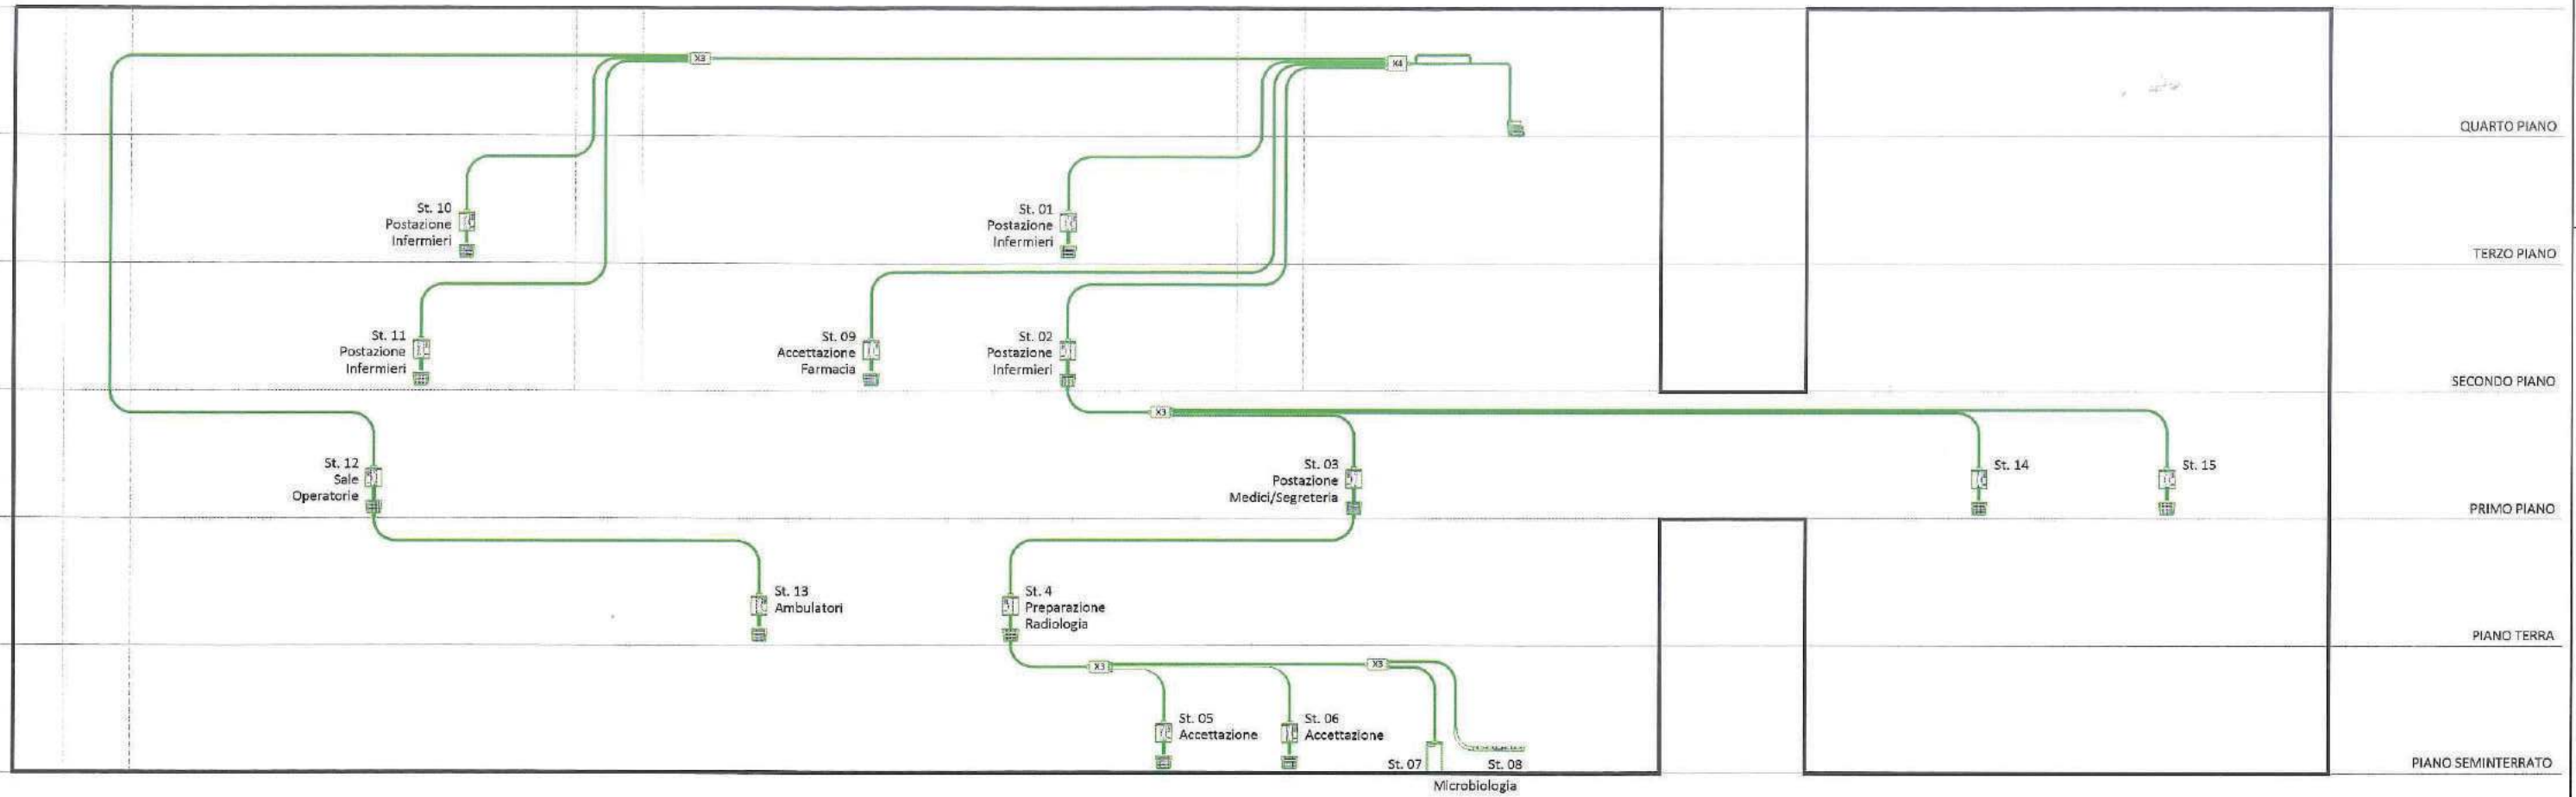 X3
X4
QUARTO PIANO
St. 10
Postazione
Infermieri
St. 01
Postazione
Infermieri
TERZO PIANO
St. 11
Postazione
Infermieri
St. 09
Accettazione
Farmacia
St. 02
Postazione
Infermieri
SECONDO PIANO
X3
St. 12
Sale
Operatorie
St. 03
Postazione
Medici/Segreteria
St. 14
St. 15
PRIMO PIANO
St. 13
Ambulatori
St. 4
Preparazione
Radiologia
PIANO TERRA
X3
X3
St. 05
Accettazione
St. 06
Accettazione
St. 07
St. 08
Microbiologia
PIANO SEMINTERRATO